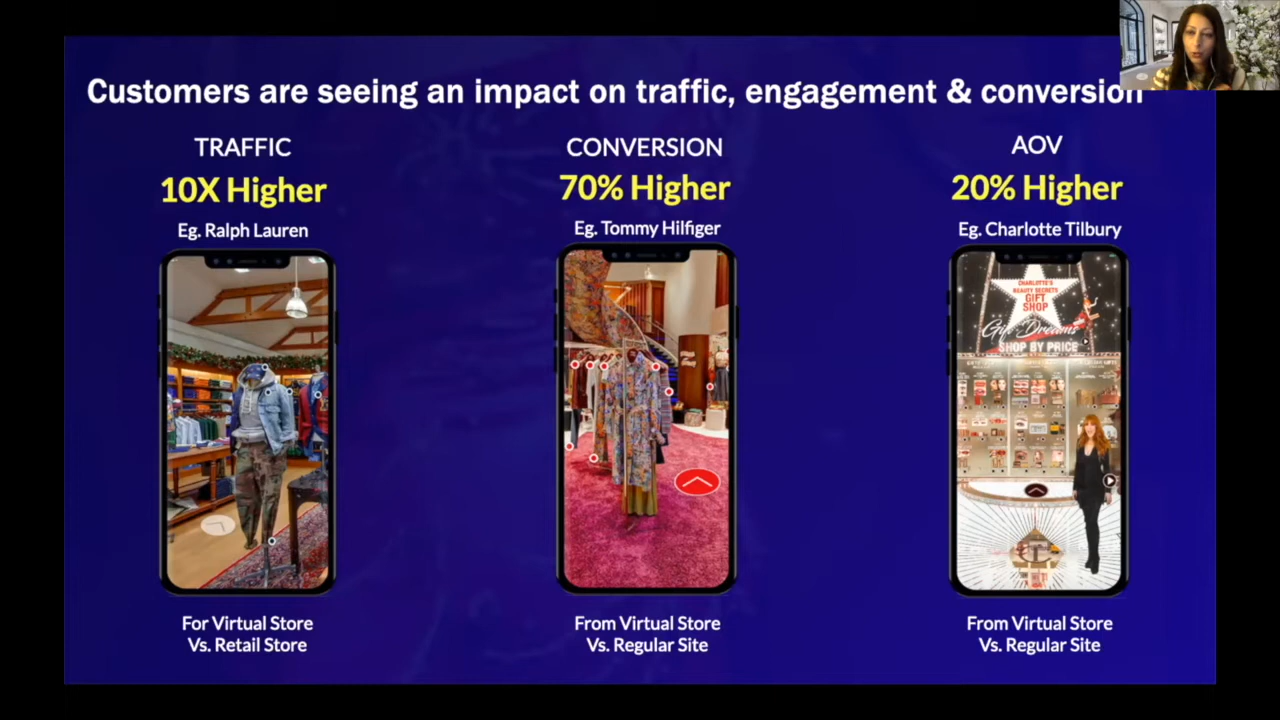 Customers are seeing an impact on traffic, engagement & conversion
TRAFFIC
10X Higher
Eg. Ralph Lauren
For Virtual Store
Vs. Retail Store
CONVERSION
70% Higher
Eg. Tommy Hilfiger
From Virtual Store
Vs. Regular Site
AOV
20% Higher
Eg. Charlotte Tilbury
CHARLOTTE'S
BEAUTY SECRETS
GIFT
SHOP
SHOP BY PRICE
From Virtual Store
Vs. Regular Site